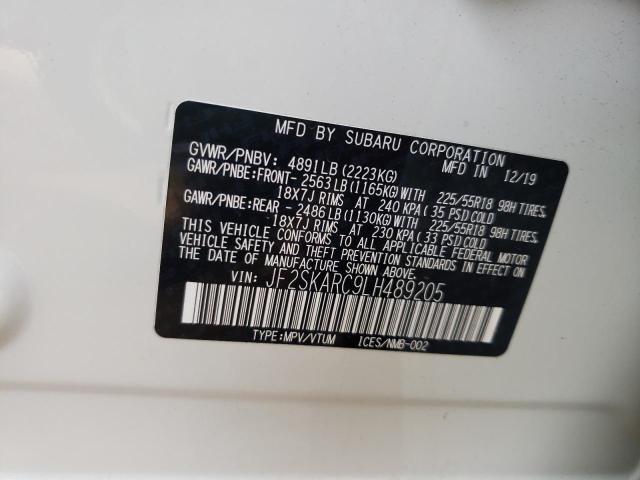 MFD BY SUBARU CORPORATION
GVWR/PNBV: 4891LB(2223KG) MFD IN 12/19
GAWR/PNBE:FRONT- 2563LB(1165KG) WITH 225/55R18 98H TIRES,
18X7J RIMS AT 240 KPA(35 PSI)COLD
GAWR/PNBE:REAR - 2486LB(1130KG) WITH 225/55R18 98H TIRES,
18X7J RIMS AT 230 KPA(33 PSI)COLD
THIS VEHICLE CONFORMS TO ALL APPLICABLE FEDERAL MOTOR
VEHICLE SAFETY AND THEFT PREVENTION STANDARDS IN EFFECT ON
THE DATE OF MANUFACTURE SHOWN ABOVE.
VIN: JF2SKARC9LH489205
TYPE:MPV/VTUM ICES/NMB-002